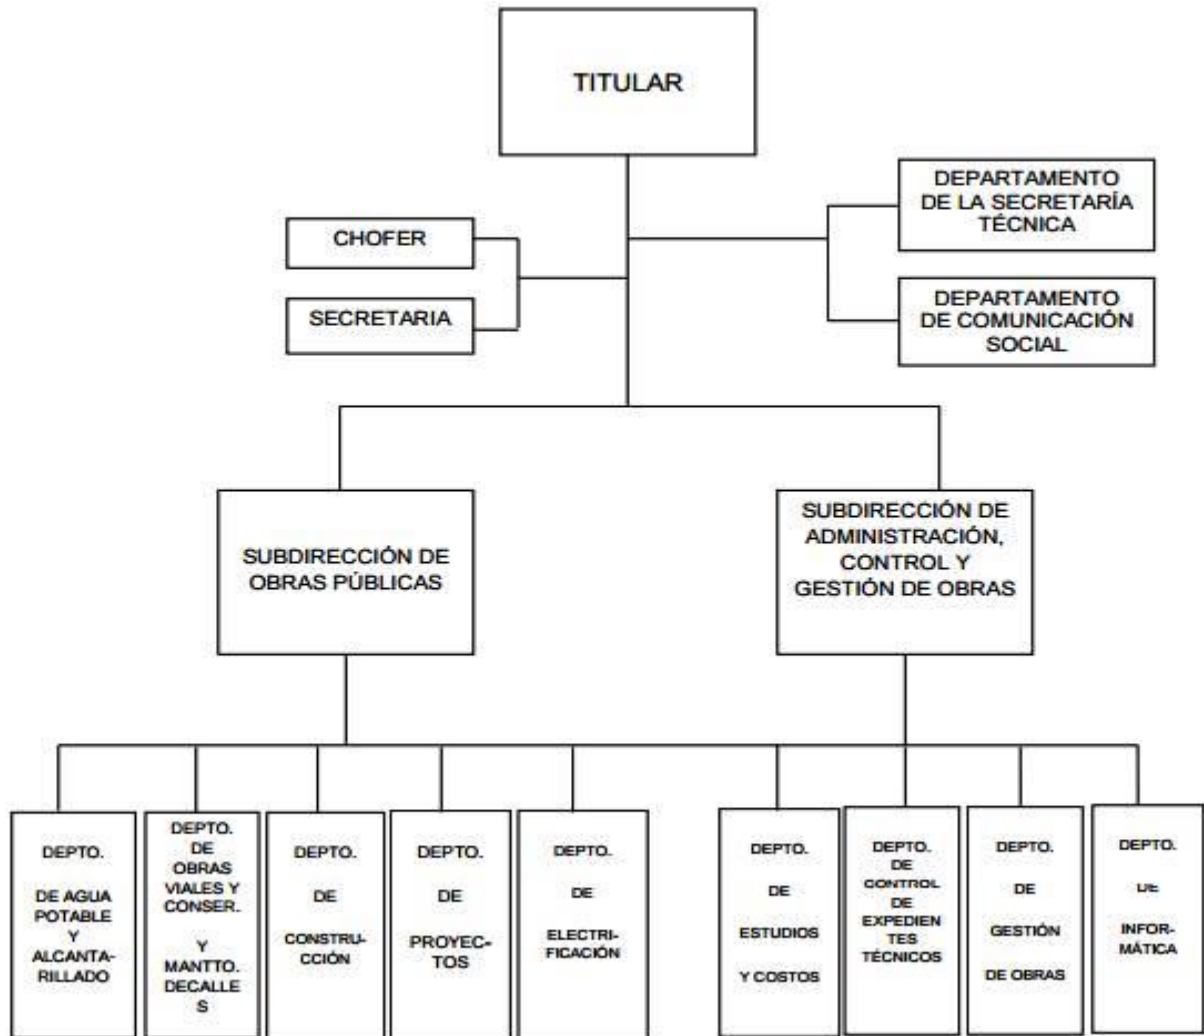 TITULAR
DEPARTAMENTO
DE LA SECRETARÍA
TÉCNICA
CHOFER
SECRETARIA
DEPARTAMENTO
DE COMUNICACIÓN
SOCIAL
SUBDIRECCIÓN DE
OBRAS PÚBLICAS
SUBDIRECCIÓN DE
ADMINISTRACIÓN,
CONTROL Y
GESTIÓN DE OBRAS
DEPTO.
DE AGUA
POTABLE
Y
ALCANTA-
RILLADO
DEPTO.
DE
OBRAS
VIALES Y
CONSER.
Y
MANTTO.
DECALLE
S
DEPTO.
DE
CONSTRU-
CCIÓN
DEPTO.
DE
PROYEC-
TOS
DEPTO.
DE
ELECTRI-
FICACIÓN
DEPTO.
DE
ESTUDIOS
Y COSTOS
DEPTO.
DE
CONTROL
DE
EXPEDIEN
TES
TÉCNICOS
DEPTO.
DE
GESTIÓN
DE OBRAS
DEPTO.
DE
INFOR-
MÁTICA